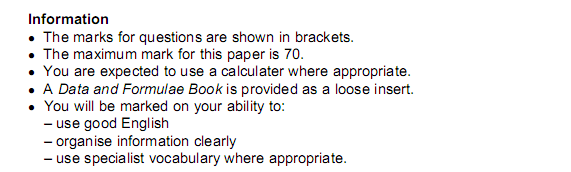 Information
• The marks for questions are shown in brackets.
• The maximum mark for this paper is 70.
• You are expected to use a calculater where appropriate.
• A Data and Formulae Book is provided as a loose insert.
• You will be marked on your ability to:
– use good English
– organise information clearly
– use specialist vocabulary where appropriate.